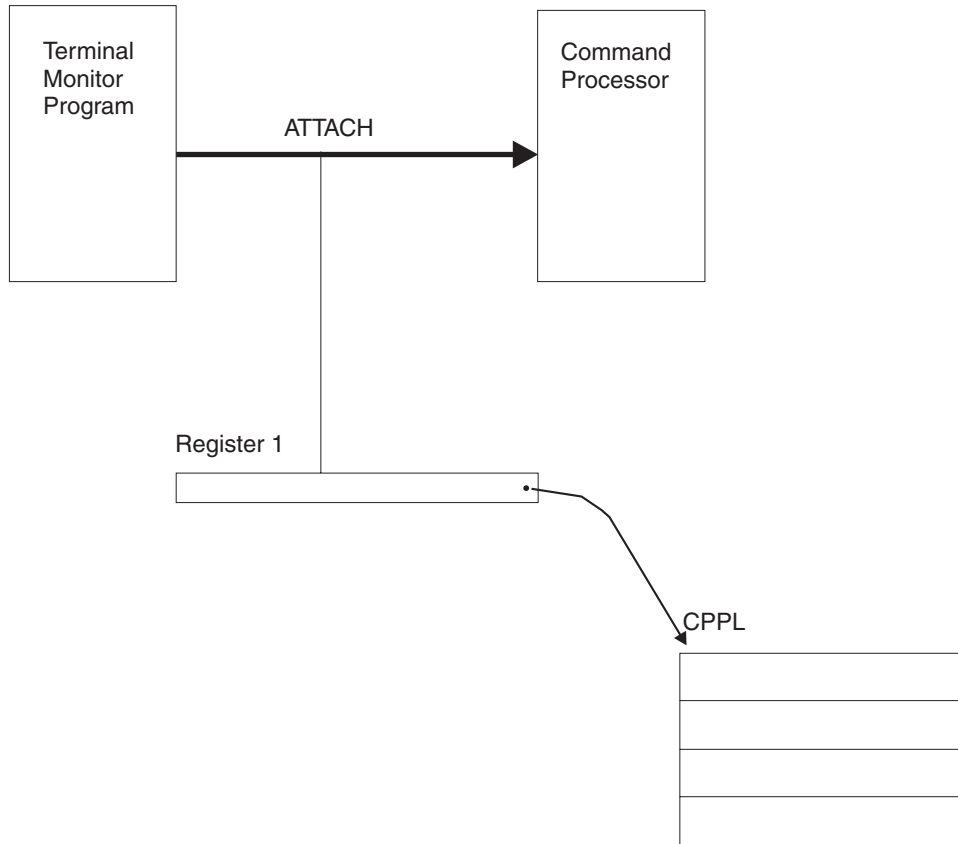 Terminal
Monitor
Program
Command
Processor
ATTACH
Register 1
CPPL